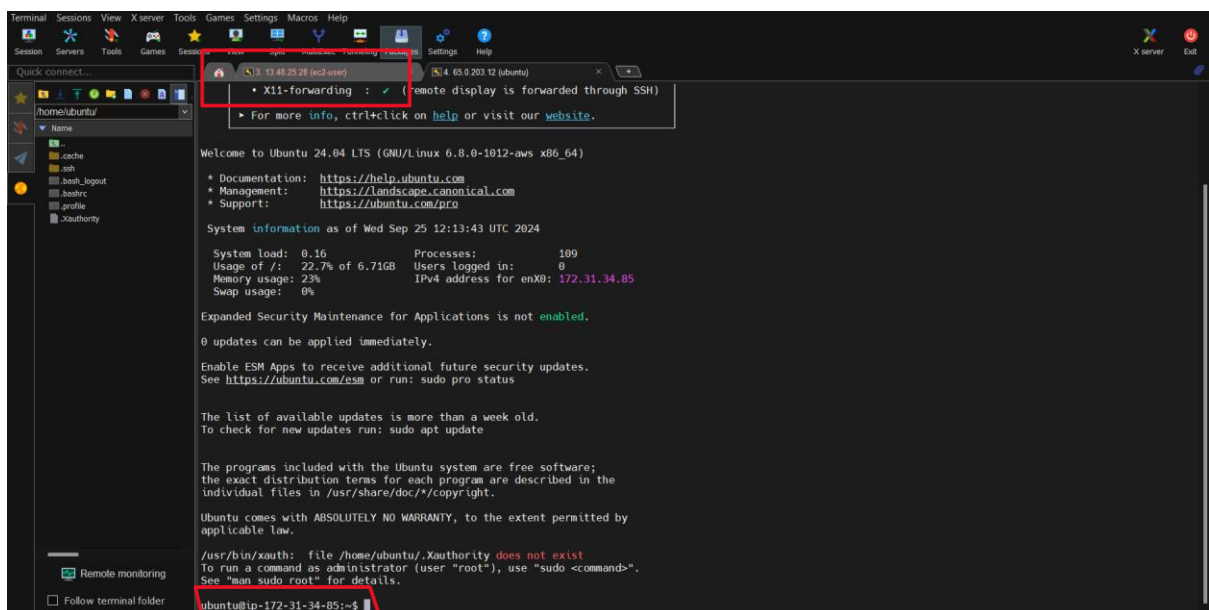 Terminal Sessions View X server Tools Games Settings Macros Help
Session Servers Tools Games Sessions View Split MultiExec Tunneling Packages Settings Help X server Exit
Quick connect...
3. 13.48.25.28 (ec2-user)
4. 65.0.203.12 (ubuntu)
/home/ubuntu/
Name
..
.cache
.ssh
.bash_logout
.bashrc
.profile
.Xauthority
• X11-forwarding : ✔ (remote display is forwarded through SSH)
► For more info, ctrl+click on help or visit our website.
Welcome to Ubuntu 24.04 LTS (GNU/Linux 6.8.0-1012-aws x86_64)
* Documentation: https://help.ubuntu.com
* Management: https://landscape.canonical.com
* Support: https://ubuntu.com/pro
System information as of Wed Sep 25 12:13:43 UTC 2024
System load: 0.16 Processes: 109
Usage of /: 22.7% of 6.71GB Users logged in: 0
Memory usage: 23% IPv4 address for enX0: 172.31.34.85
Swap usage: 0%
Expanded Security Maintenance for Applications is not enabled.
0 updates can be applied immediately.
Enable ESM Apps to receive additional future security updates.
See https://ubuntu.com/esm or run: sudo pro status
The list of available updates is more than a week old.
To check for new updates run: sudo apt update
The programs included with the Ubuntu system are free software;
the exact distribution terms for each program are described in the
individual files in /usr/share/doc/*/copyright.
Ubuntu comes with ABSOLUTELY NO WARRANTY, to the extent permitted by
applicable law.
/usr/bin/xauth: file /home/ubuntu/.Xauthority does not exist
To run a command as administrator (user "root"), use "sudo <command>".
See "man sudo root" for details.
ubuntu@ip-172-31-34-85:~$
Remote monitoring
Follow terminal folder